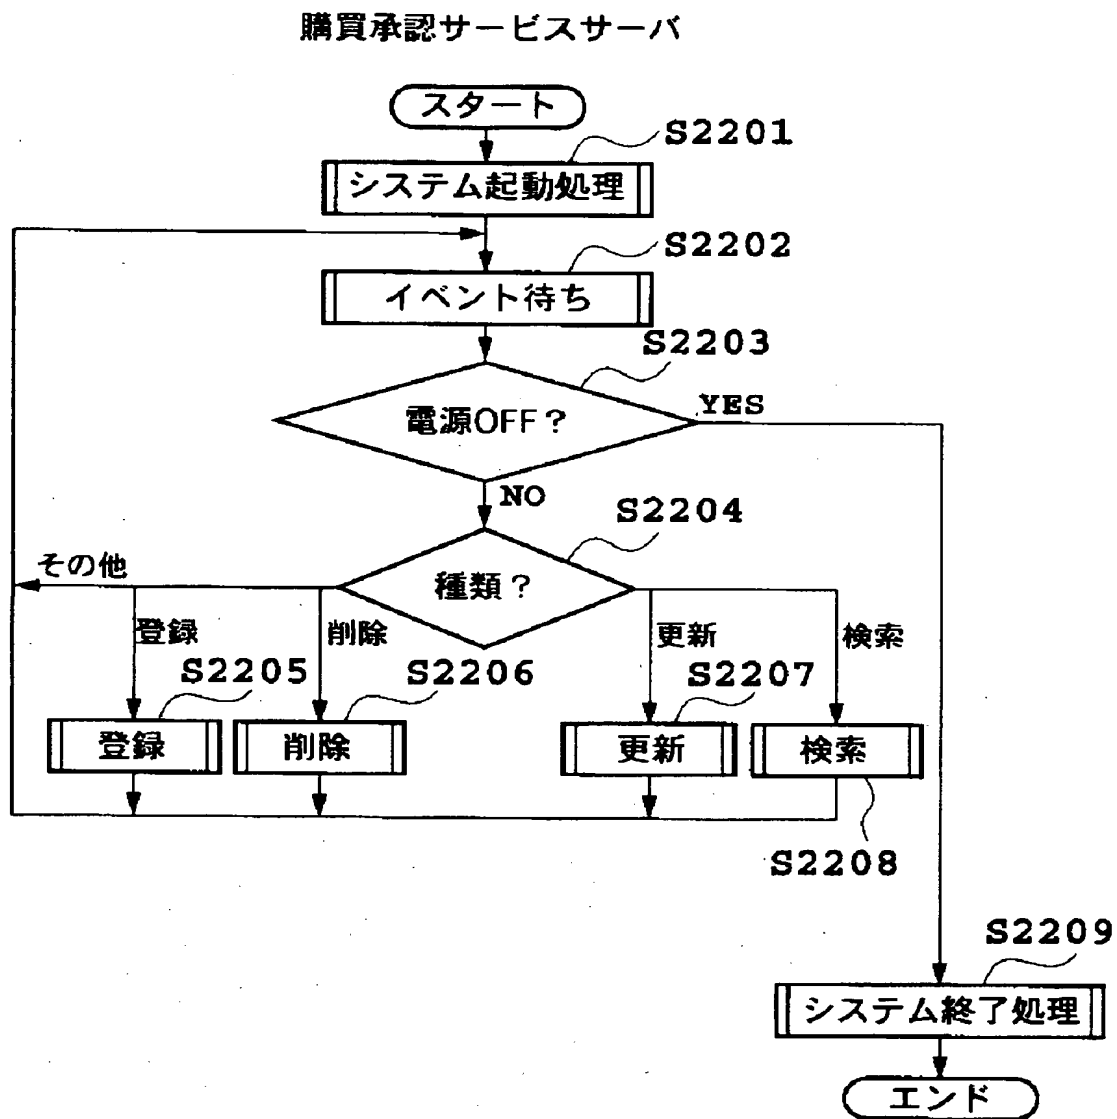 購買承認サービスサーバ
スタート
S2201
システム起動処理
S2202
イベント待ち
S2203
電源OFF？
YES
NO
S2204
種類？
その他
登録
削除
更新
検索
S2205
S2206
S2207
登録
削除
更新
検索
S2208
S2209
システム終了処理
エンド